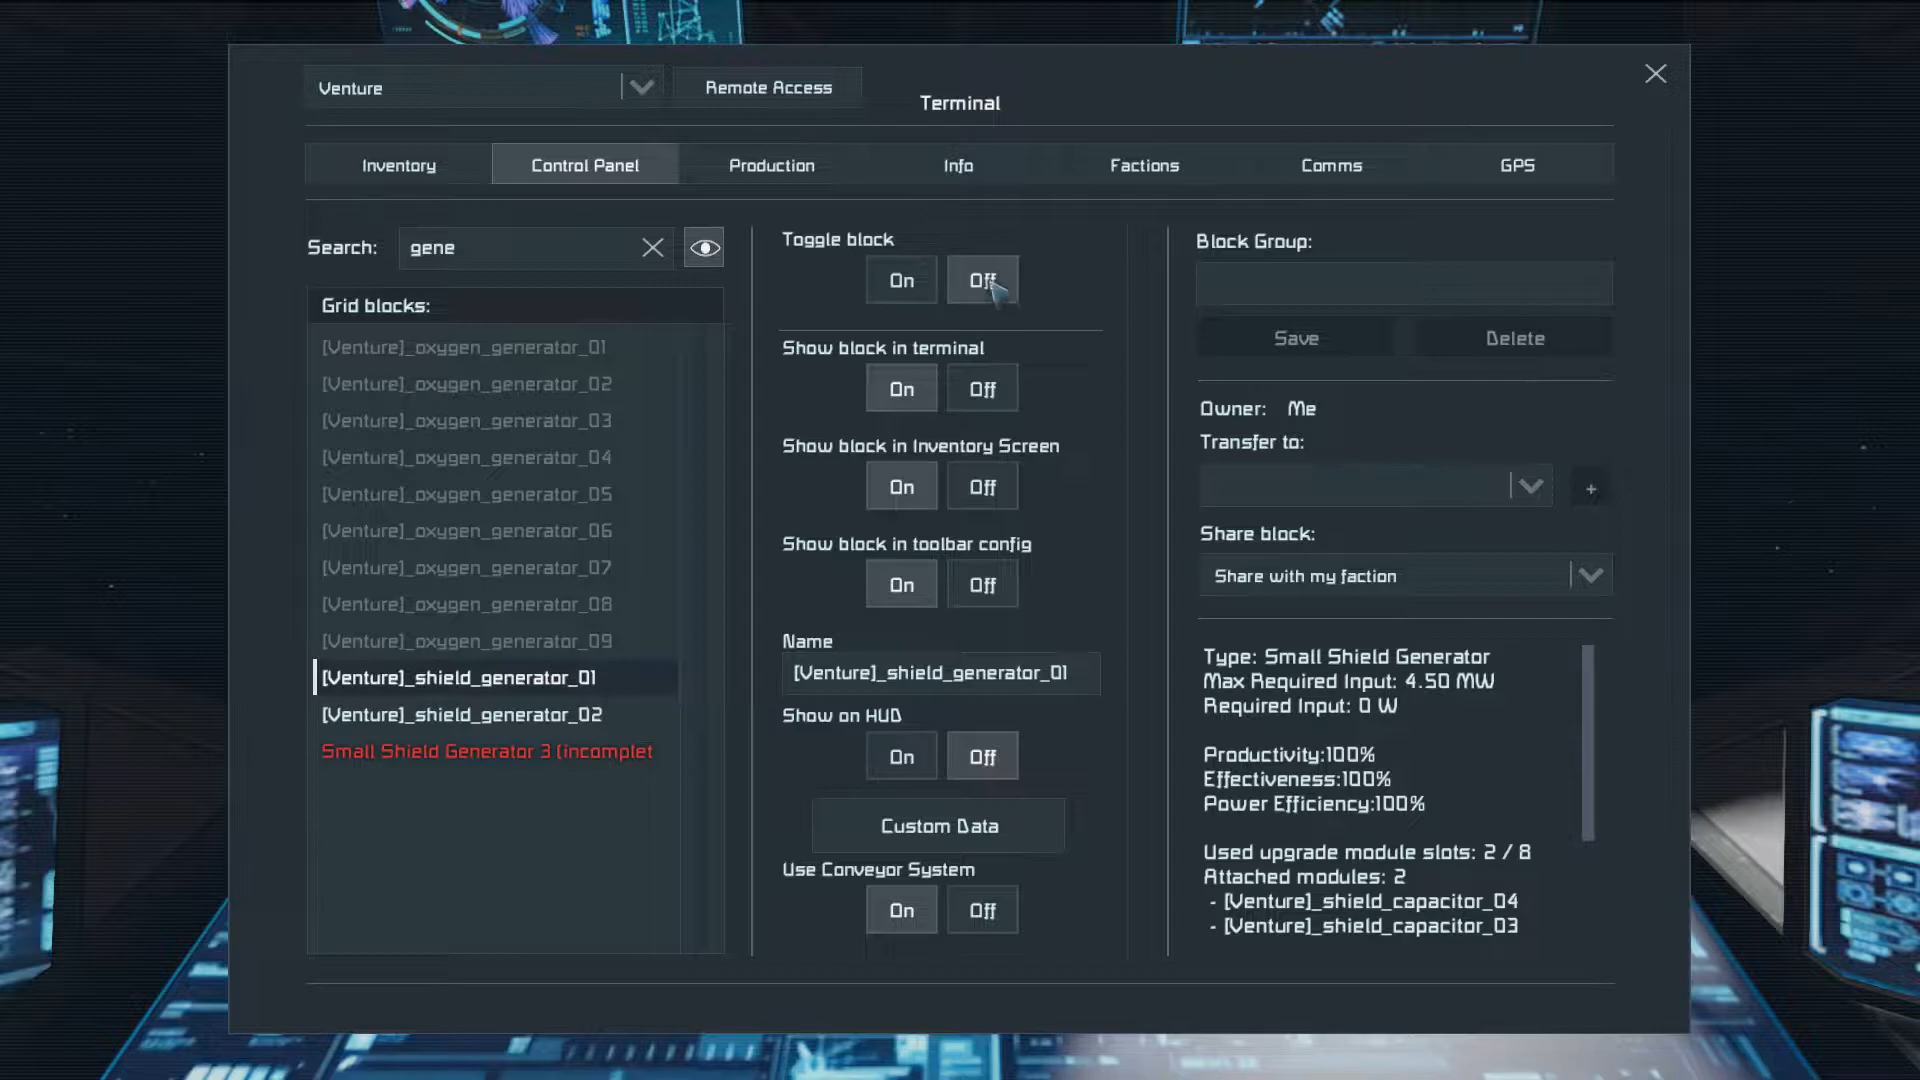 Venture
Remote Access
Terminal
Inventory
Control Panel
Production
Info
Factions
Comms
GPS
Search:
gene
Grid blocks:
[Venture]_oxygen_generator_01
[Venture]_oxygen_generator_02
[Venture]_oxygen_generator_03
[Venture]_oxygen_generator_04
[Venture]_oxygen_generator_05
[Venture]_oxygen_generator_06
[Venture]_oxygen_generator_07
[Venture]_oxygen_generator_08
[Venture]_oxygen_generator_09
[Venture]_shield_generator_01
[Venture]_shield_generator_02
Small Shield Generator 3 (incomplet
Toggle block
On
Off
Show block in terminal
On
Off
Show block in Inventory Screen
On
Off
Show block in toolbar config
On
Off
Name
[Venture]_shield_generator_01
Show on HUD
On
Off
Custom Data
Use Conveyor System
On
Off
Block Group:
Save
Delete
Owner: Me
Transfer to:
+
Share block:
Share with my faction
Type: Small Shield Generator
Max Required Input: 4.50 MW
Required Input: 0 W
Productivity:100%
Effectiveness:100%
Power Efficiency:100%
Used upgrade module slots: 2 / 8
Attached modules: 2
- [Venture]_shield_capacitor_04
- [Venture]_shield_capacitor_03